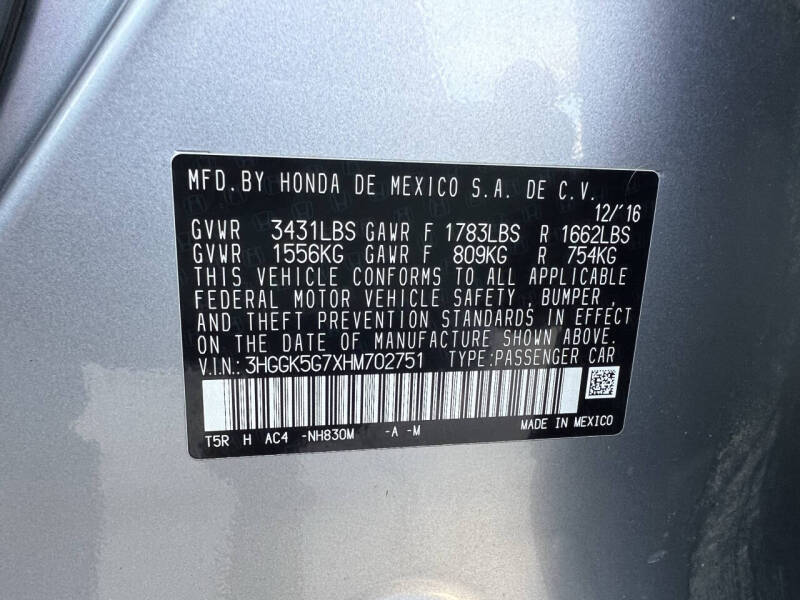 MFD.BY HONDA DE MEXICO S.A. DE C.V.
12/'16
GVWR 3431LBS GAWR F 1783LBS R 1662LBS
GVWR 1556KG GAWR F 809KG R 754KG
THIS VEHICLE CONFORMS TO ALL APPLICABLE
FEDERAL MOTOR VEHICLE SAFETY , BUMPER ,
AND THEFT PREVENTION STANDARDS IN EFFECT
ON THE DATE OF MANUFACTURE SHOWN ABOVE.
V.I.N.: 3HGGK5G7XHM702751 TYPE:PASSENGER CAR
T5R H AC4 -NH830M -A -M MADE IN MEXICO